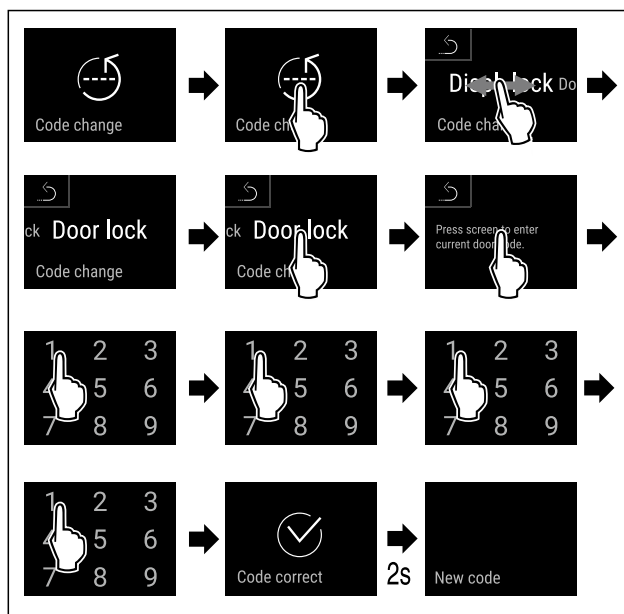 Code change
Code ch
lock Do
Code cha
ck Door lock
Code change
ck Door lock
Code ch
Press screen to enter
current door code.
1 2 3
4 5 6
7 8 9
1 2 3
4 5 6
7 8 9
1 2 3
4 5 6
7 8 9
1 2 3
4 5 6
7 8 9
Code correct
2s
New code